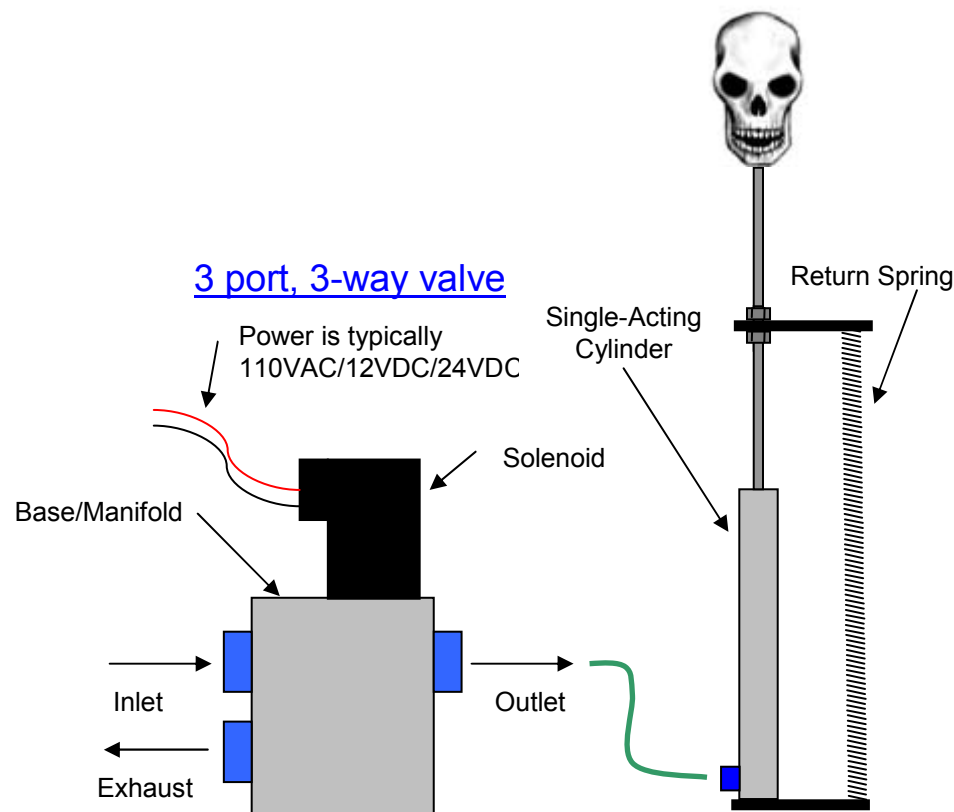 3 port, 3-way valve
Power is typically
110VAC/12VDC/24VDC
Solenoid
Base/Manifold
Inlet
Exhaust
Outlet
Single-Acting
Cylinder
Return Spring